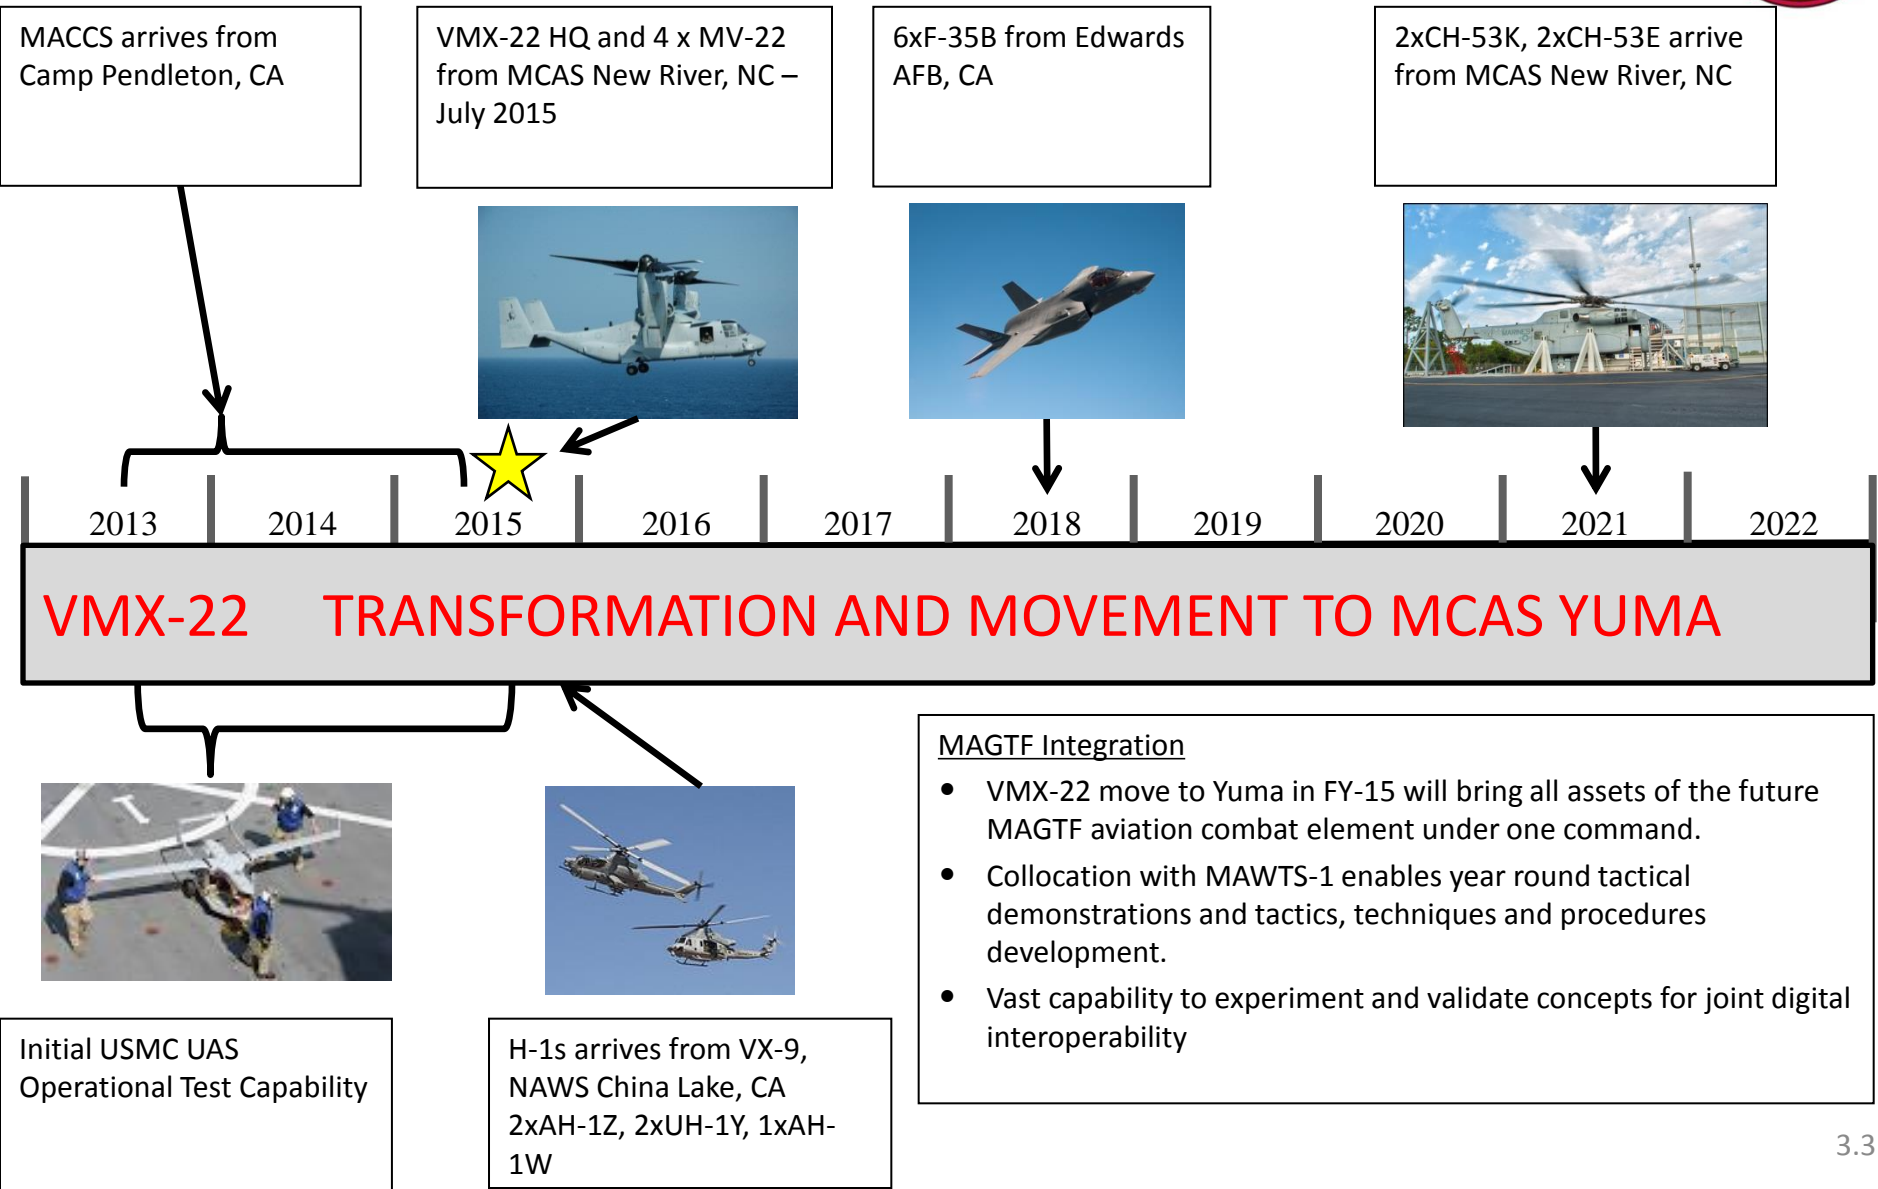 MACCS arrives from
Camp Pendleton, CA
VMX-22 HQ and 4 x MV-22
from MCAS New River, NC –
July 2015
6xF-35B from Edwards
AFB, CA
2xCH-53K, 2xCH-53E arrive
from MCAS New River, NC
2013 2014 2015 2016 2017 2018 2019 2020 2021 2022
VMX-22 TRANSFORMATION AND MOVEMENT TO MCAS YUMA
Initial USMC UAS
Operational Test Capability
H-1s arrives from VX-9,
NAWS China Lake, CA
2xAH-1Z, 2xUH-1Y, 1xAH-
1W
MAGTF Integration
• VMX-22 move to Yuma in FY-15 will bring all assets of the future
MAGTF aviation combat element under one command.
• Collocation with MAWTS-1 enables year round tactical
demonstrations and tactics, techniques and procedures
development.
• Vast capability to experiment and validate concepts for joint digital
interoperability
3.3